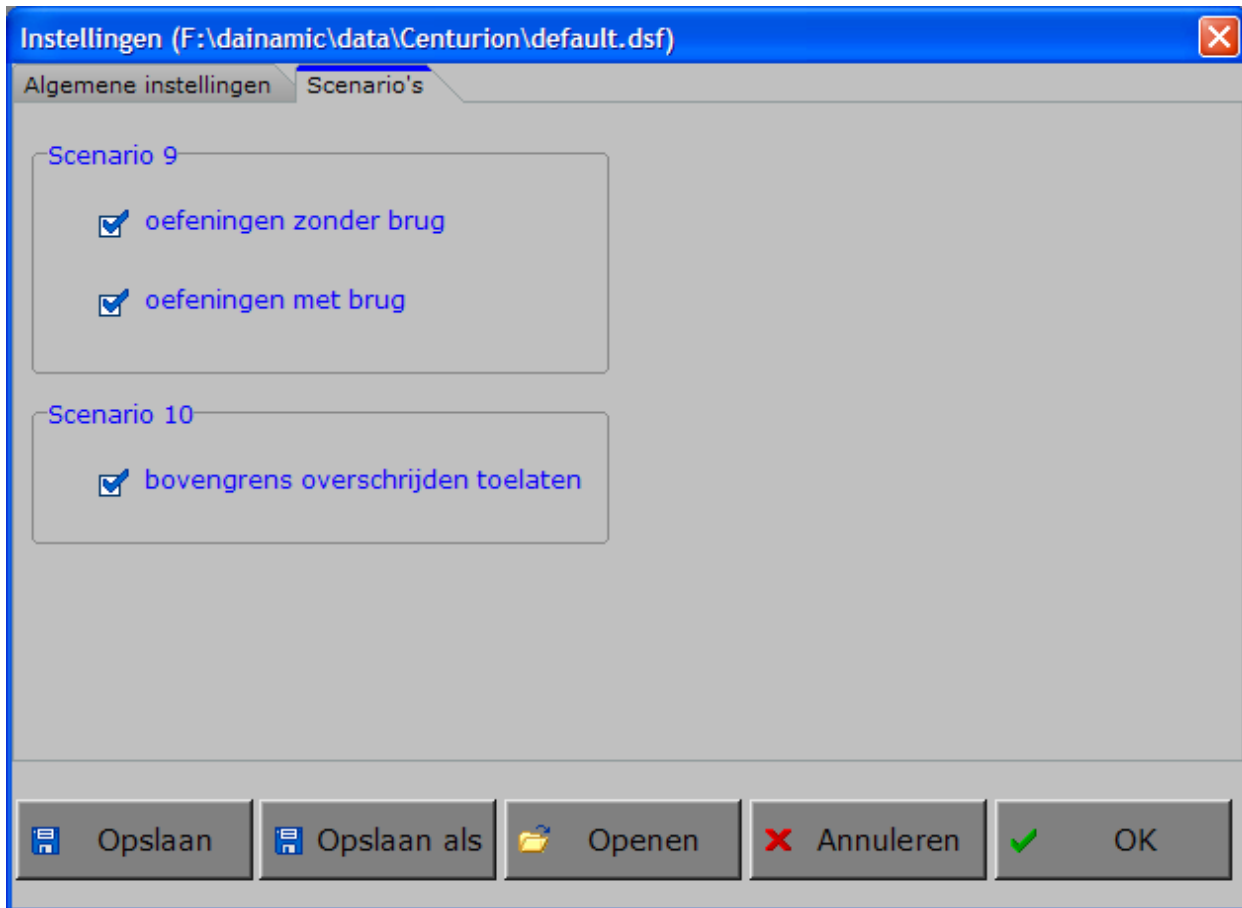 Instellingen (F:\dainamic\data\Centurion\default.dsf)
Algemene instellingen Scenario's
Scenario 9
oefeningen zonder brug
oefeningen met brug
Scenario 10
bovengrens overschrijden toelaten
Opslaan Opslaan als Openen Annuleren OK